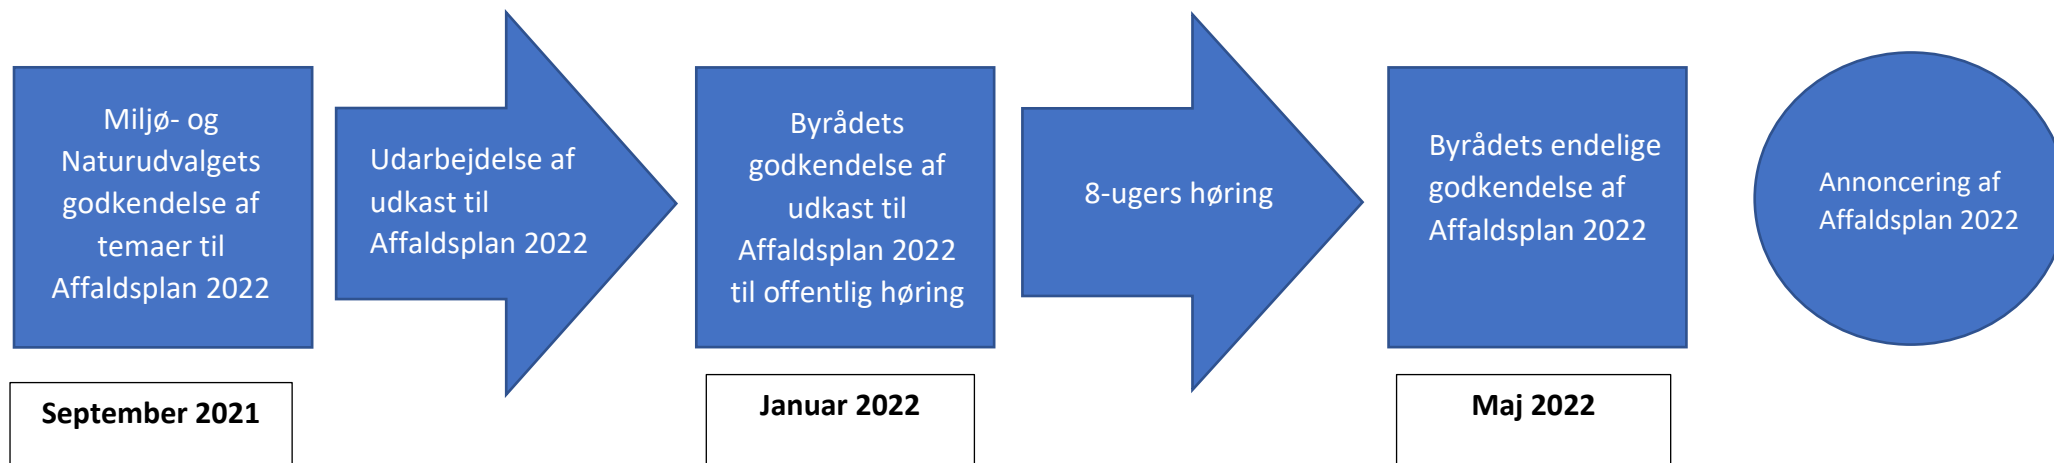 Miljø- og
Naturudvalgets
godkendelse af
temaer til
Affaldsplan 2022
Udarbejdelse af
udkast til
Affaldsplan 2022
Byrådets
godkendelse af
udkast til
Affaldsplan 2022
til offentlig høring
8-ugers høring
Byrådets endelige
godkendelse af
Affaldsplan 2022
Annoncering af
Affaldsplan 2022
September 2021
Januar 2022
Maj 2022